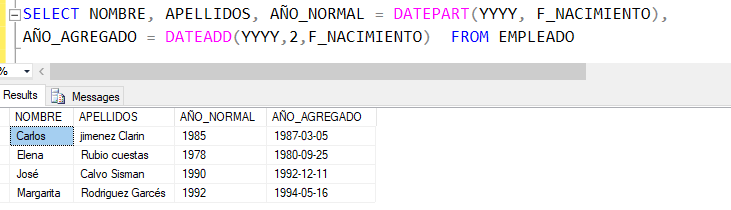 SELECT NOMBRE, APELLIDOS, AÑO_NORMAL = DATEPART(YYYY, F_NACIMIENTO),
AÑO_AGREGADO = DATEADD(YYYY,2,F_NACIMIENTO)  FROM EMPLEADO
%
Results Messages
NOMBRE APELLIDOS AÑO_NORMAL AÑO_AGREGADO
Carlos jimenez Clarin 1985 1987-03-05
Elena Rubio cuestas 1978 1980-09-25
José Calvo Sisman 1990 1992-12-11
Margarita Rodriguez Garcés 1992 1994-05-16